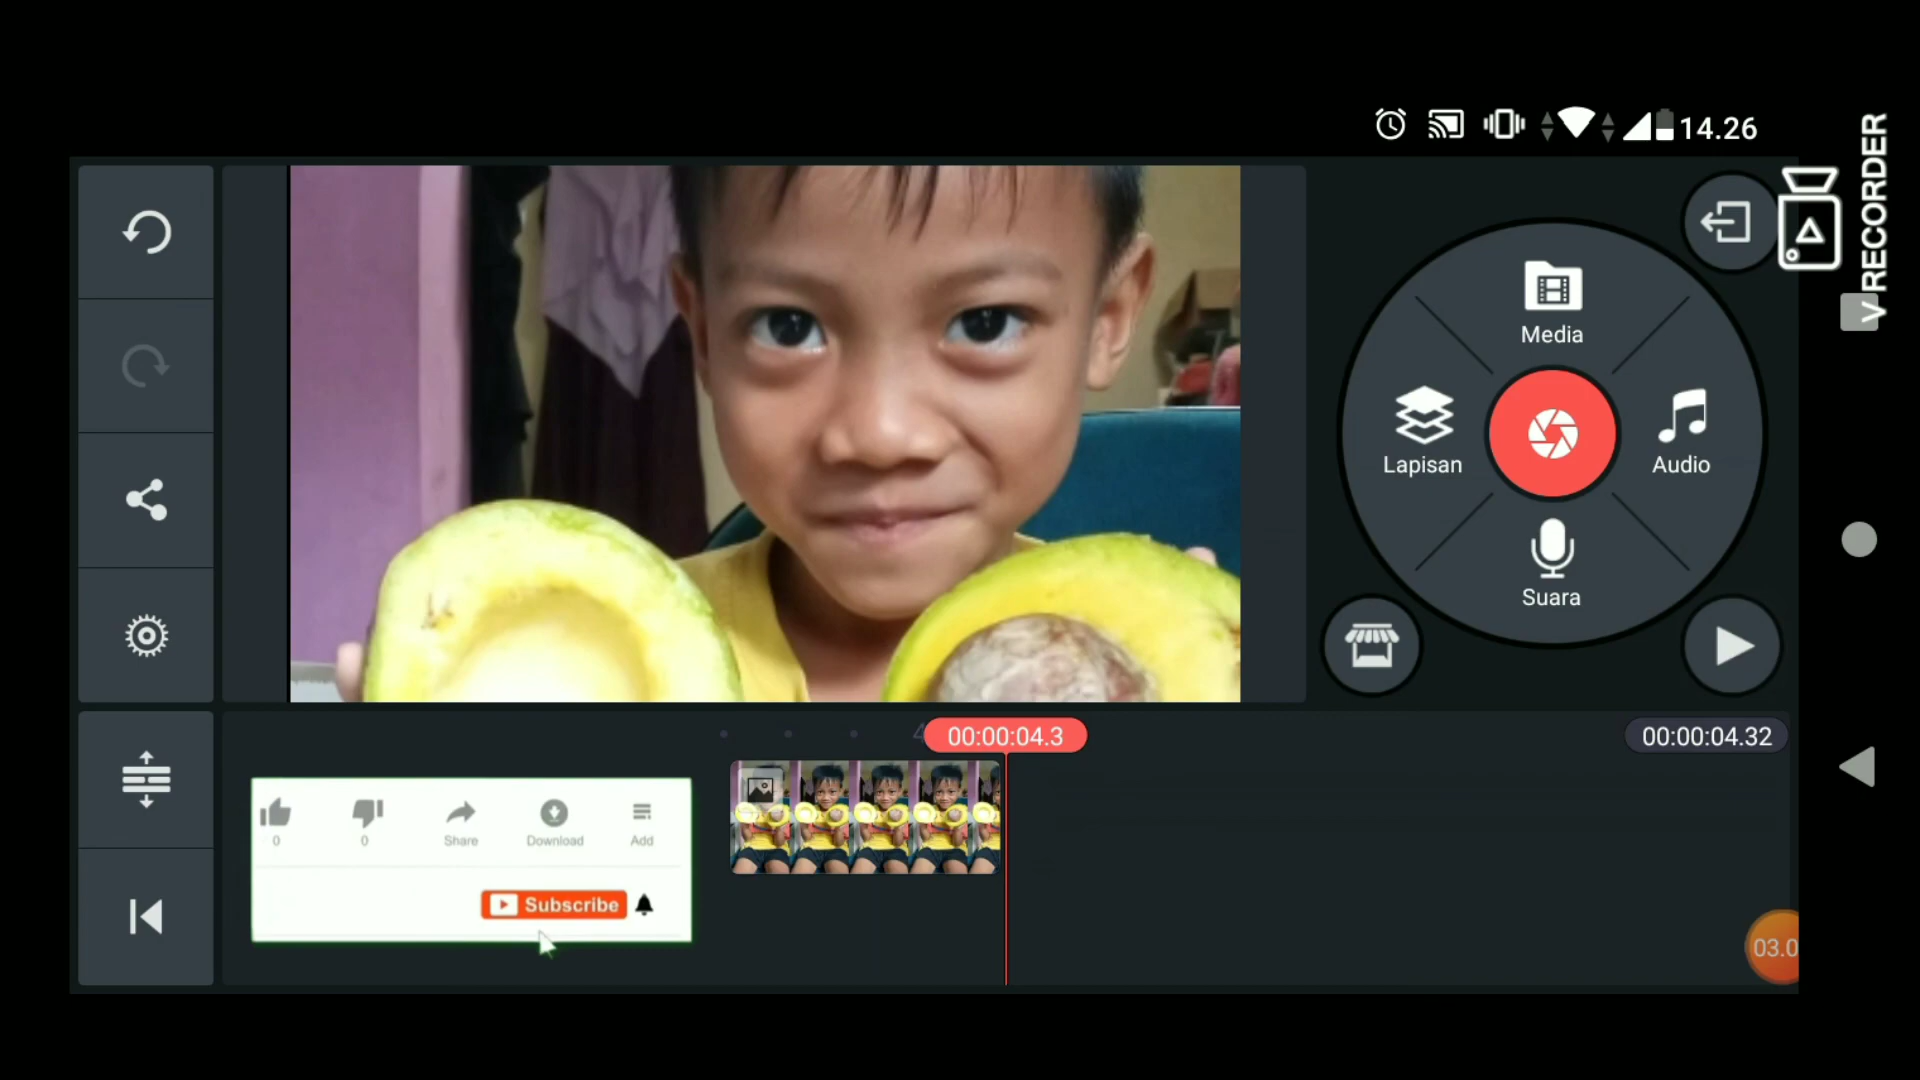 14.26
V RECORDER
Media
Lapisan
Audio
Suara
4
00:00:04.3
00:00:04.32
0
0
Share
Download
Add
Subscribe
03.0